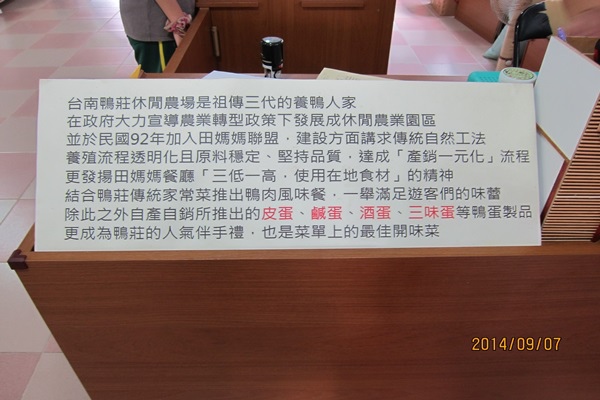 台南鴨莊休閒農場是祖傳三代的養鴨人家
在政府大力宣導農業轉型政策下發展成休閒農業園區
並於民國92年加入田媽媽聯盟，建設方面講求傳統自然工法
養殖流程透明化且原料穩定、堅持品質，達成「產銷一元化」流程
更發揚田媽媽餐廳「三低一高，使用在地食材」的精神
結合鴨莊傳統家常菜推出鴨肉風味餐，一舉滿足遊客們的味蕾
除此之外自產自銷所推出的皮蛋、鹹蛋、酒蛋、三味蛋等鴨蛋製品
更成為鴨莊的人氣伴手禮，也是菜單上的最佳開味菜
2014/09/07